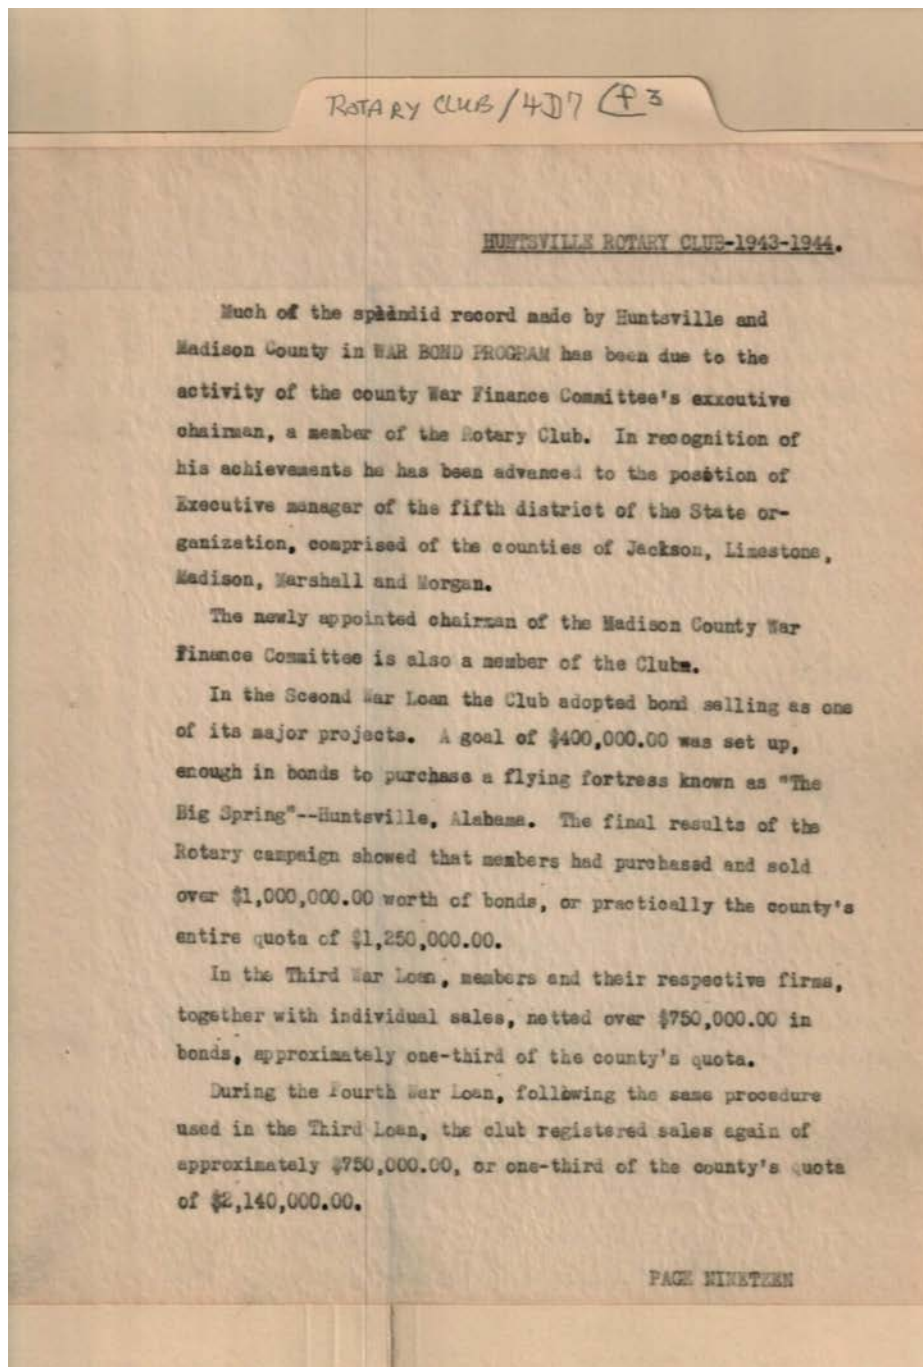 ROTARY CLUB/4D7 (f3
HUNTSVILLE ROTARY CLUB-1943-1944.
Much of the splendid record made by Huntsville and
Madison County in WAR BOND PROGRAM has been due to the
activity of the county War Finance Committee's exxcutive
chairman, a member of the Rotary Club. In recognition of
his achievements he has been advanced to the position of
Executive manager of the fifth district of the State or-
ganization, comprised of the counties of Jackson, Limestone,
Madison, Marshall and Morgan.
The newly appointed chairman of the Madison County War
Finance Committee is also a member of the Club.
In the Sceond War Loan the Club adopted bond selling as one
of its major projects. A goal of $400,000.00 was set up,
enough in bonds to purchase a flying fortress known as "The
Big Spring"--Huntsville, Alabama. The final results of the
Rotary campaign showed that members had purchased and sold
over $1,000,000.00 worth of bonds, or practically the county's
entire quota of $1,250,000.00.
In the Third War Loan, members and their respective firms,
together with individual sales, netted over $750,000.00 in
bonds, approximately one-third of the county's quota.
During the Fourth War Loan, following the same procedure
used in the Third Loan, the club registered sales again of
approximately $750,000.00, or one-third of the county's quota
of $2,140,000.00.
PAGE NINETEEN